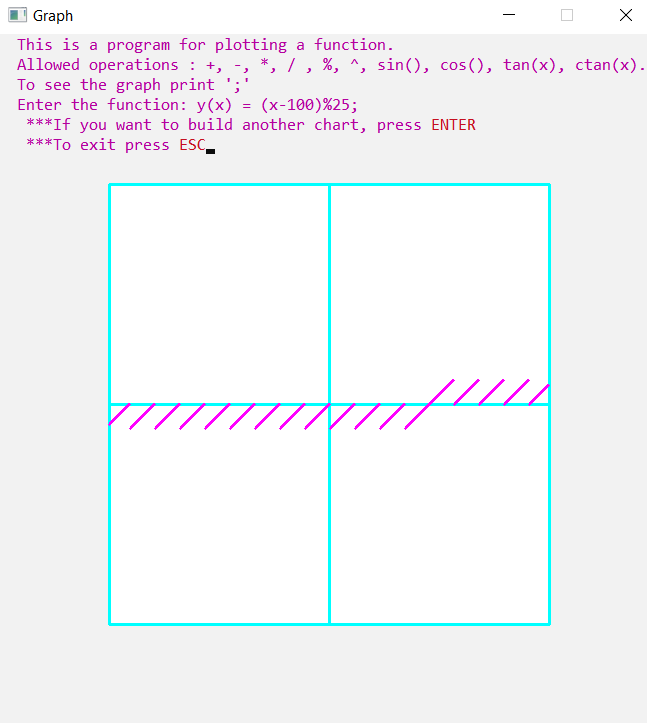 Graph
This is a program for plotting a function.
Allowed operations : +, -, *, / , %, ^, sin(), cos(), tan(x), ctan(x).
To see the graph print ';'
Enter the function: y(x) = (x-100)%25;
***If you want to build another chart, press ENTER
***To exit press ESC